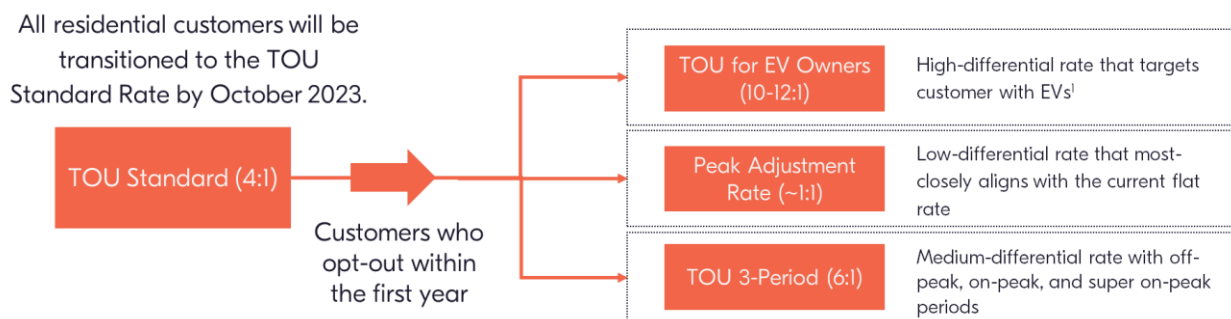 All residential customers will be
transitioned to the TOU
Standard Rate by October 2023.
TOU Standard (4:1)
Customers who
opt-out within
the first year
TOU for EV Owners
(10-12:1)
High-differential rate that targets
customer with EVs¹
Peak Adjustment
Rate (~1:1)
Low-differential rate that most-
closely aligns with the current flat
rate
TOU 3-Period (6:1)
Medium-differential rate with off-
peak, on-peak, and super on-peak
periods